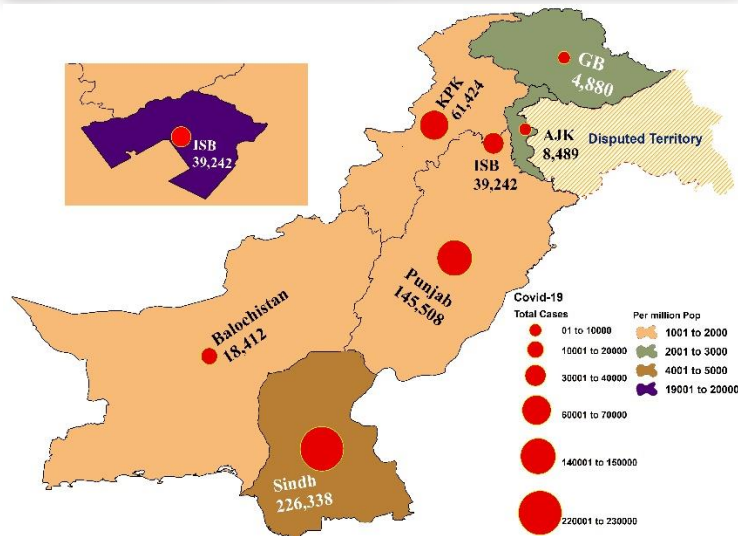 GB
4,880
KPK
61,424
ISB
39,242
AJK
8,489
Disputed Territory
ISB
39,242
Punjab
145,508
Balochistan
18,412
Sindh
226,338
Covid-19
Total Cases
01 to 10000
10001 to 20000
30001 to 40000
60001 to 70000
140001 to 150000
220001 to 230000
Per million Pop
1001 to 2000
2001 to 3000
4001 to 5000
19001 to 20000